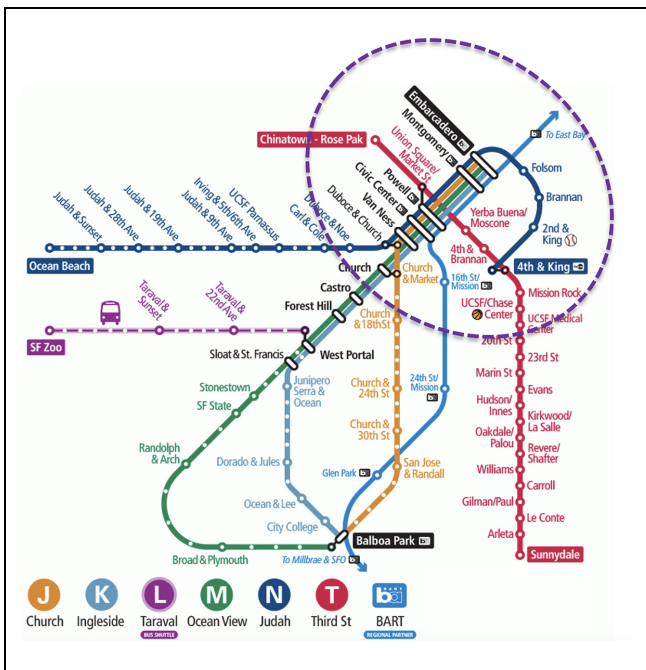 Embarcadero
Montgomery
To East Bay
Chinatown - Rose Pak
Union Square/
Market St
Powell
Civic Center
Van Ness
Duboce & Church
Duboce & Noe
Carl & Cole
UCSF Parnassus
Irving & 5th/6th Ave
Judah & 9th Ave
Judah & 19th Ave
Judah & 28th Ave
Judah & Sunset
Ocean Beach
Folsom
Brannan
2nd &
King
Yerba Buena/
Moscone
4th &
Brannan
4th & King
Church
Church
& Market
16th St/
Mission
Mission Rock
UCSF/Chase
Center
UCSF Medical
Center
Castro
Forest Hill
Church
& 18th St
Taraval &
Sunset
Taraval &
22nd Ave
SF Zoo
Sloat & St. Francis
West Portal
20th St
23rd St
Marin St
Evans
Hudson/
Innes
Kirkwood/
La Salle
Oakdale/
Palou
Revere/
Shafter
Williams
Carroll
Gilman/Paul
Le Conte
Arleta
Sunnydale
Stonestown
SF State
Junipero
Serra &
Ocean
Church &
24th St
24th St/
Mission
Church &
30th St
Randolph
& Arch
Dorado & Jules
Glen Park
San Jose
& Randall
Ocean & Lee
City College
Balboa Park
Broad & Plymouth
To Millbrae & SFO
J
Church
K
Ingleside
L
Taraval
BUS SHUTTLE
M
Ocean View
N
Judah
T
Third St
ba
BART
REGIONAL PARTNER